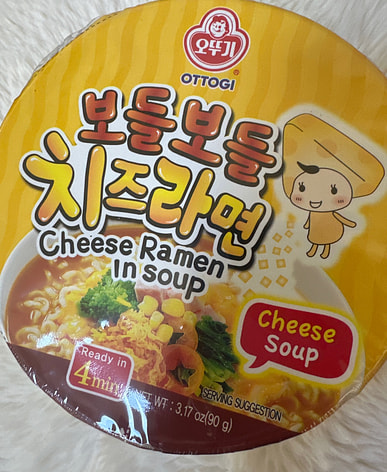 오뚜기
OTTOGI
보들보들
치즈라면
Cheese Ramen
in soup
Cheese
Soup
Ready in
4min
NET WT : 3.17 oz(90 g)
SERVING SUGGESTION